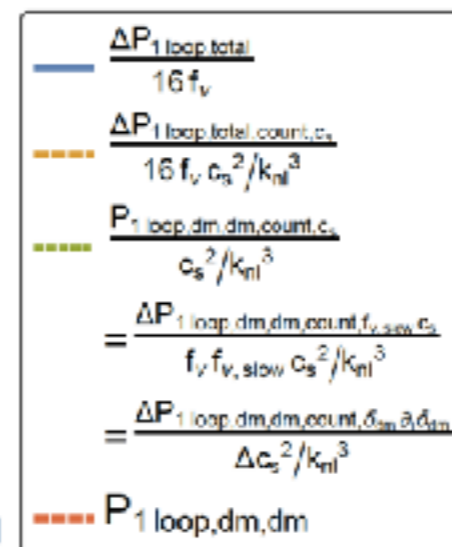 ΔP1 loop,total
16 fν
ΔP1 loop,total,count,cs
16 fν cs²/knl³
P1 loop,dm,dm,count,cs
cs²/knl³
= ΔP1 loop,dm,dm,count,fν,slow cs
fν fν,slow cs²/knl³
= ΔP1 loop,dm,dm,count,δdm ∂iδdm
Δcs²/knl³
P1 loop,dm,dm